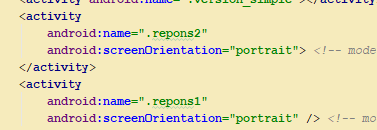 <activity android:name=".version_simple"></activity
<activity
android:name=".repons2"
android:screenOrientation="portrait"> <!-- mode
</activity>
<activity
android:name=".repons1"
android:screenOrientation="portrait" /> <!-- mo